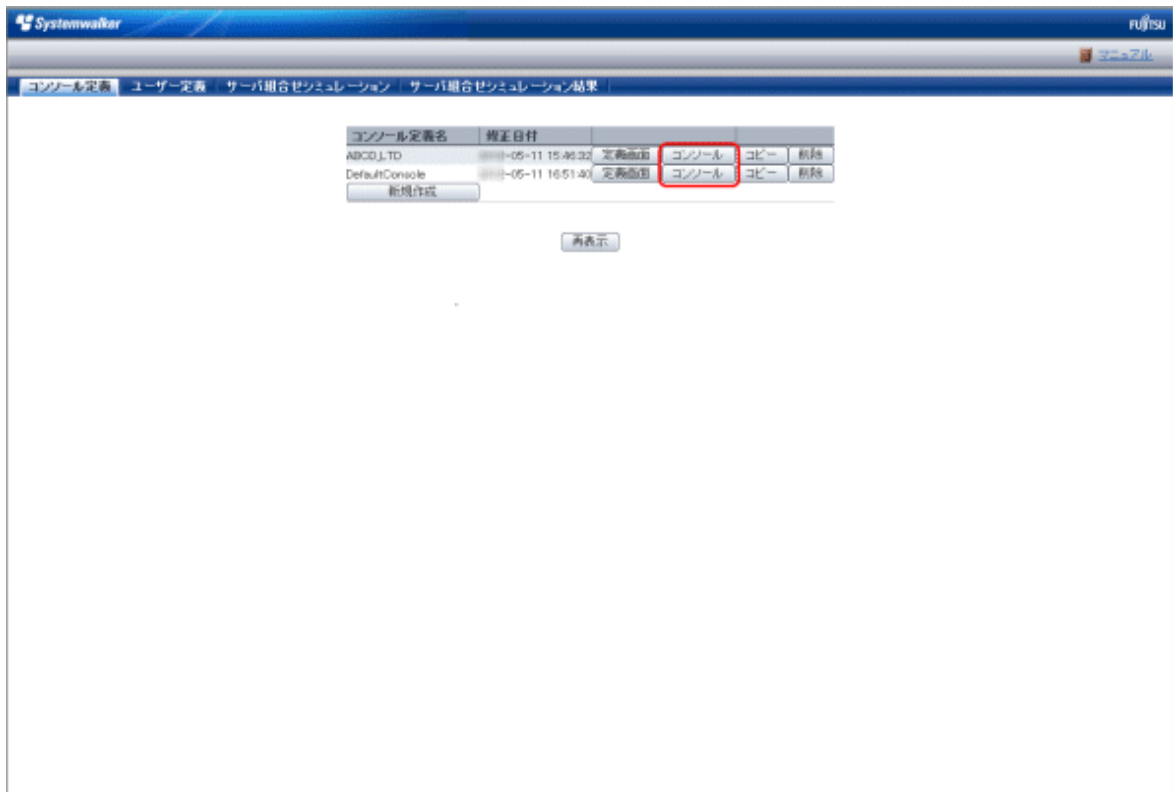 Systemwalker FUJITSU
マニュアル
コンソール定義 ユーザー定義 サーバ組合せシミュレーション サーバ組合せシミュレーション結果
コンソール定義名 修正日付
ABCD,LTD -05-11 15:46:32 定義画面 コンソール コピー 削除
DefaultConsole -05-11 16:51:40 定義画面 コンソール コピー 削除
新規作成
再表示